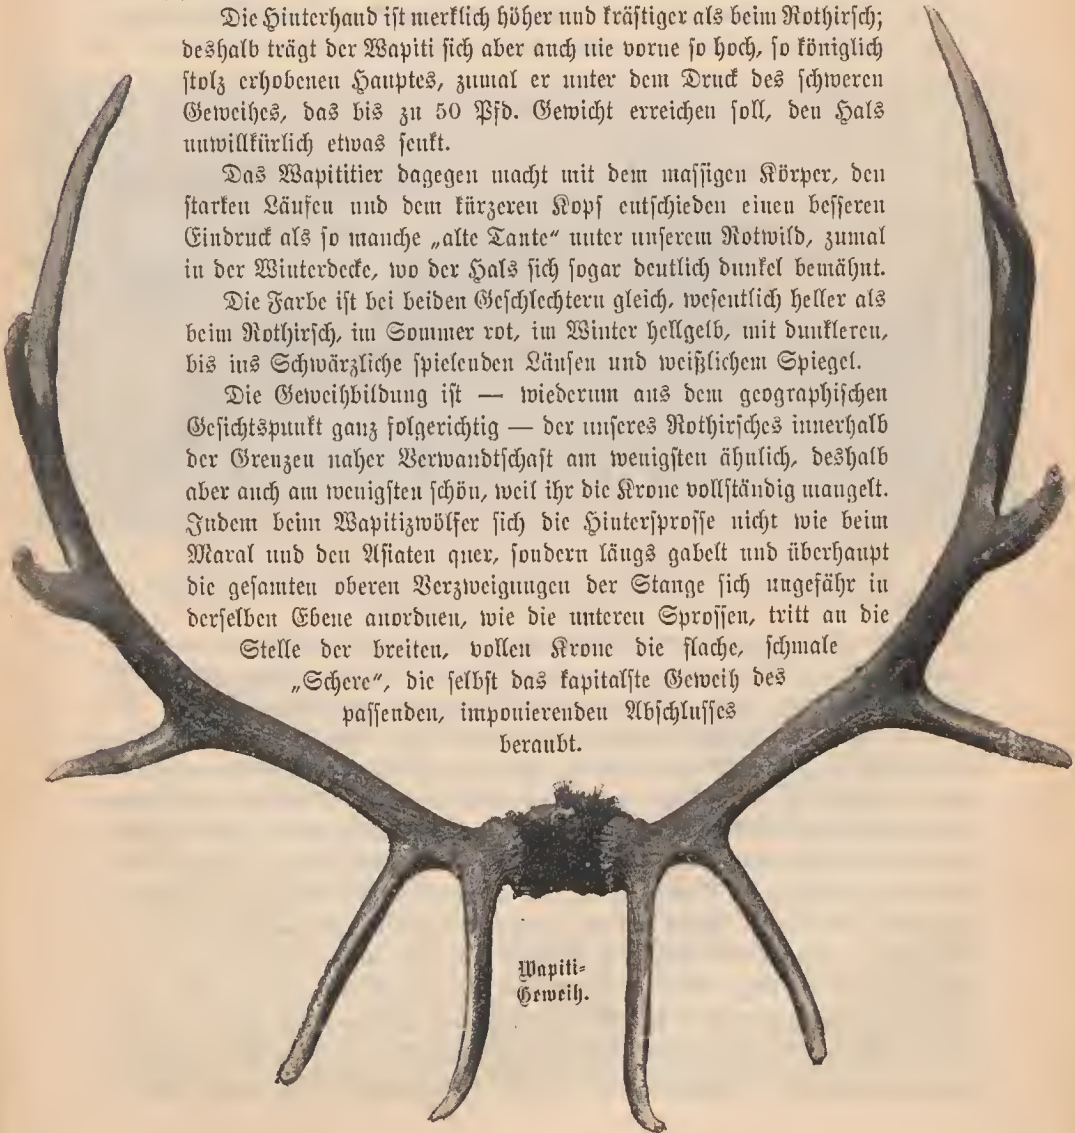 Die Hinterhand ist merklich höher und kräftiger als beim Rothirsch;
deshalb trägt der Wapiti sich aber auch nie vorne so hoch, so königlich
stolz erhobenen Hauptes, zumal er unter dem Druck des schweren
Geweihes, das bis zu 50 Pfd. Gewicht erreichen soll, den Hals
unwillkürlich etwas senkt.
Das Wapititier dagegen macht mit dem massigen Körper, den
starken Läufen und dem kürzeren Kopf entschieden einen besseren
Eindruck als so manche „alte Tante“ unter unserem Rotwild, zumal
in der Winterdecke, wo der Hals sich sogar deutlich dunkel bemähnt.
Die Farbe ist bei beiden Geschlechtern gleich, wesentlich heller als
beim Rothirsch, im Sommer rot, im Winter hellgelb, mit dunkleren,
bis ins Schwärzliche spielenden Läufen und weißlichem Spiegel.
Die Geweihbildung ist — wiederum aus dem geographischen
Gesichtspunkt ganz folgerichtig — der unseres Rothirsches innerhalb
der Grenzen naher Verwandtschaft am wenigsten ähnlich, deshalb
aber auch am wenigsten schön, weil ihr die Krone vollständig mangelt.
Indem beim Wapitizwölfer sich die Hintersprosse nicht wie beim
Maral und den Asiaten quer, sondern längs gabelt und überhaupt
die gesamten oberen Verzweigungen der Stange sich ungefähr in
derselben Ebene anordnen, wie die unteren Sprossen, tritt an die
Stelle der breiten, vollen Krone die flache, schmale
„Schere“, die selbst das kapitalste Geweih des
passenden, imponierenden Abschlusses
beraubt.
Wapiti-
Geweih.